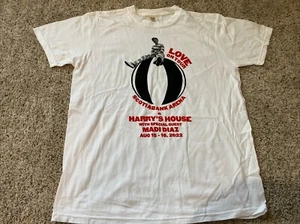 LOVE
ON TOUR
SCOTIABANK ARENA
HARRY'S HOUSE
WITH SPECIAL GUEST
MADI DIAZ
AUG 15 - 16, 2022